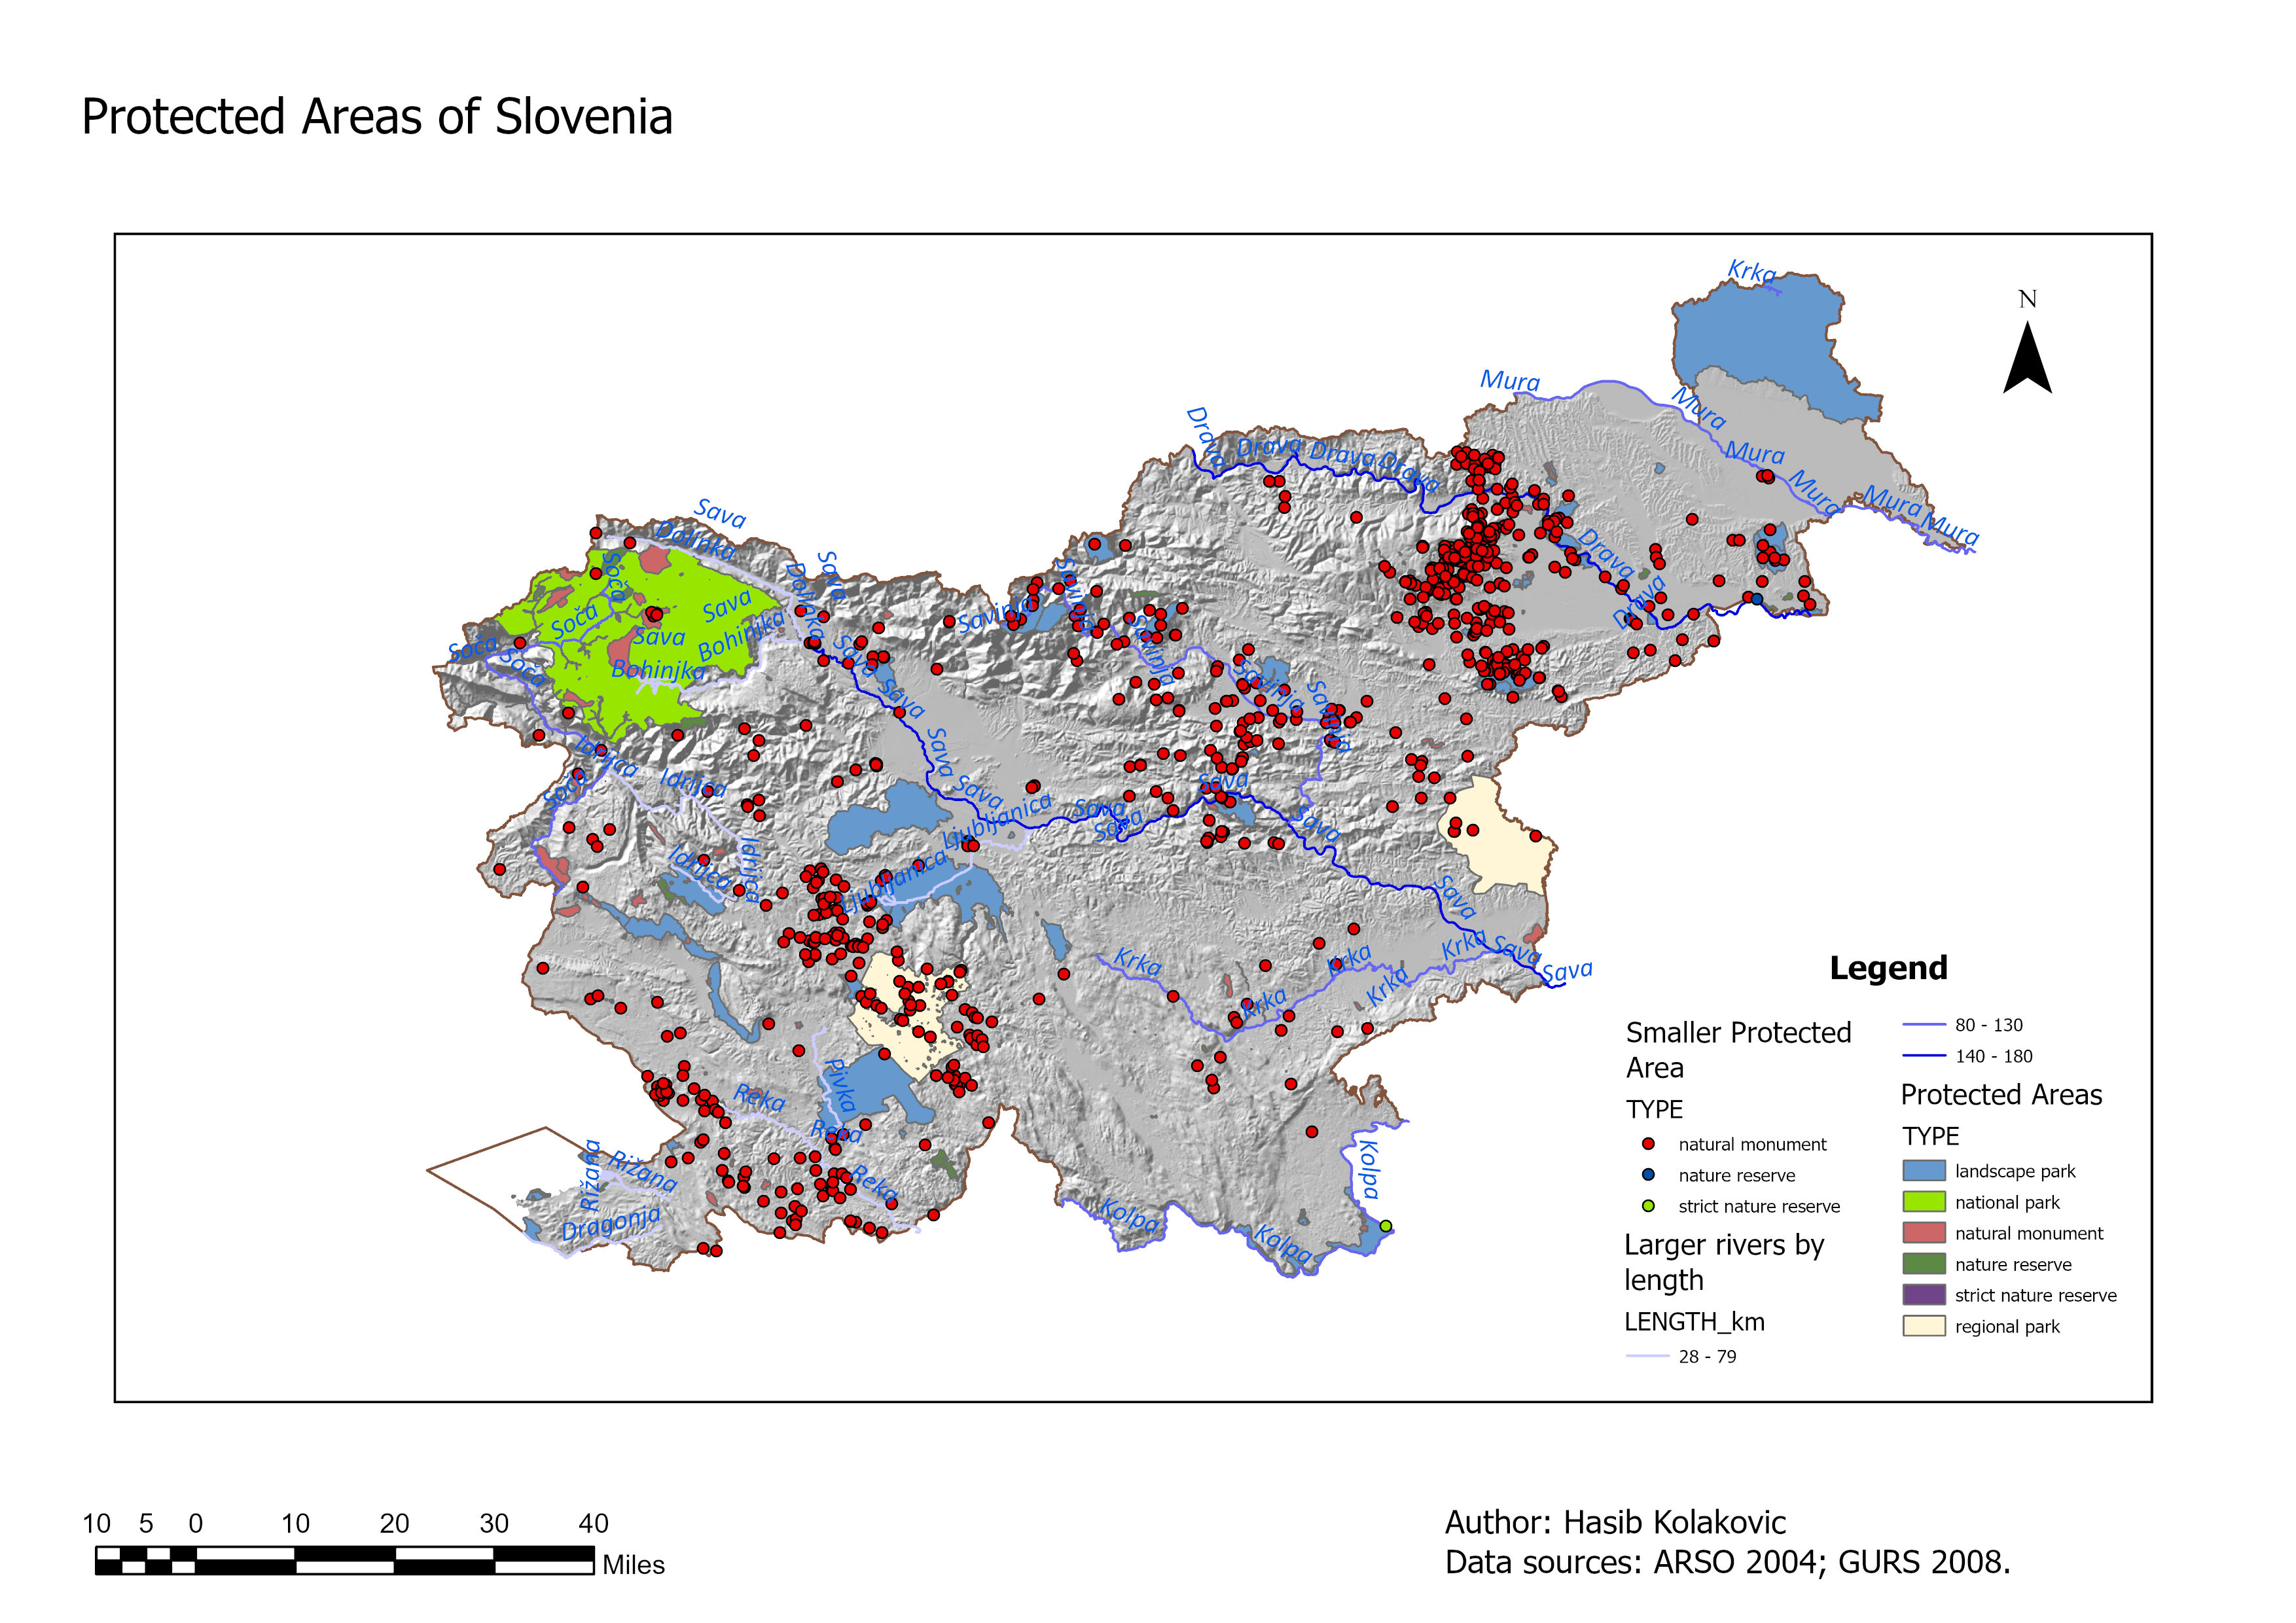 Protected Areas of Slovenia
Krka
N
Mura
Mura
Mura
Mura
Mura
Mura
Drava
Drava
Drava
Drava
Drava
Drava
Sava
Dolinka
Sava
Dolinka
Soča
Soča
Soča
Soča
Sava
Bohinjka
Sava
Bohinjka
Savinja
Savinja
Savinja
Savinja
Savinja
Sava
Sava
Sava
Sava
Sava
Sava
Sava
Sava
Sava
Sava
Sava
Idrijca
Idrijca
Idrijca
Idrijca
Soča
Ljubljanica
Ljubljanica
Krka
Krka
Krka
Krka
Krka
Pivka
Reka
Reka
Reka
Rižana
Rižana
Dragonja
Kolpa
Kolpa
Kolpa
Legend
Smaller Protected
Area
TYPE
natural monument
nature reserve
strict nature reserve
Larger rivers by
length
LENGTH_km
28 - 79
80 - 130
140 - 180
Protected Areas
TYPE
landscape park
national park
natural monument
nature reserve
strict nature reserve
regional park
10 5 0 10 20 30 40
Miles
Author: Hasib Kolakovic
Data sources: ARSO 2004; GURS 2008.